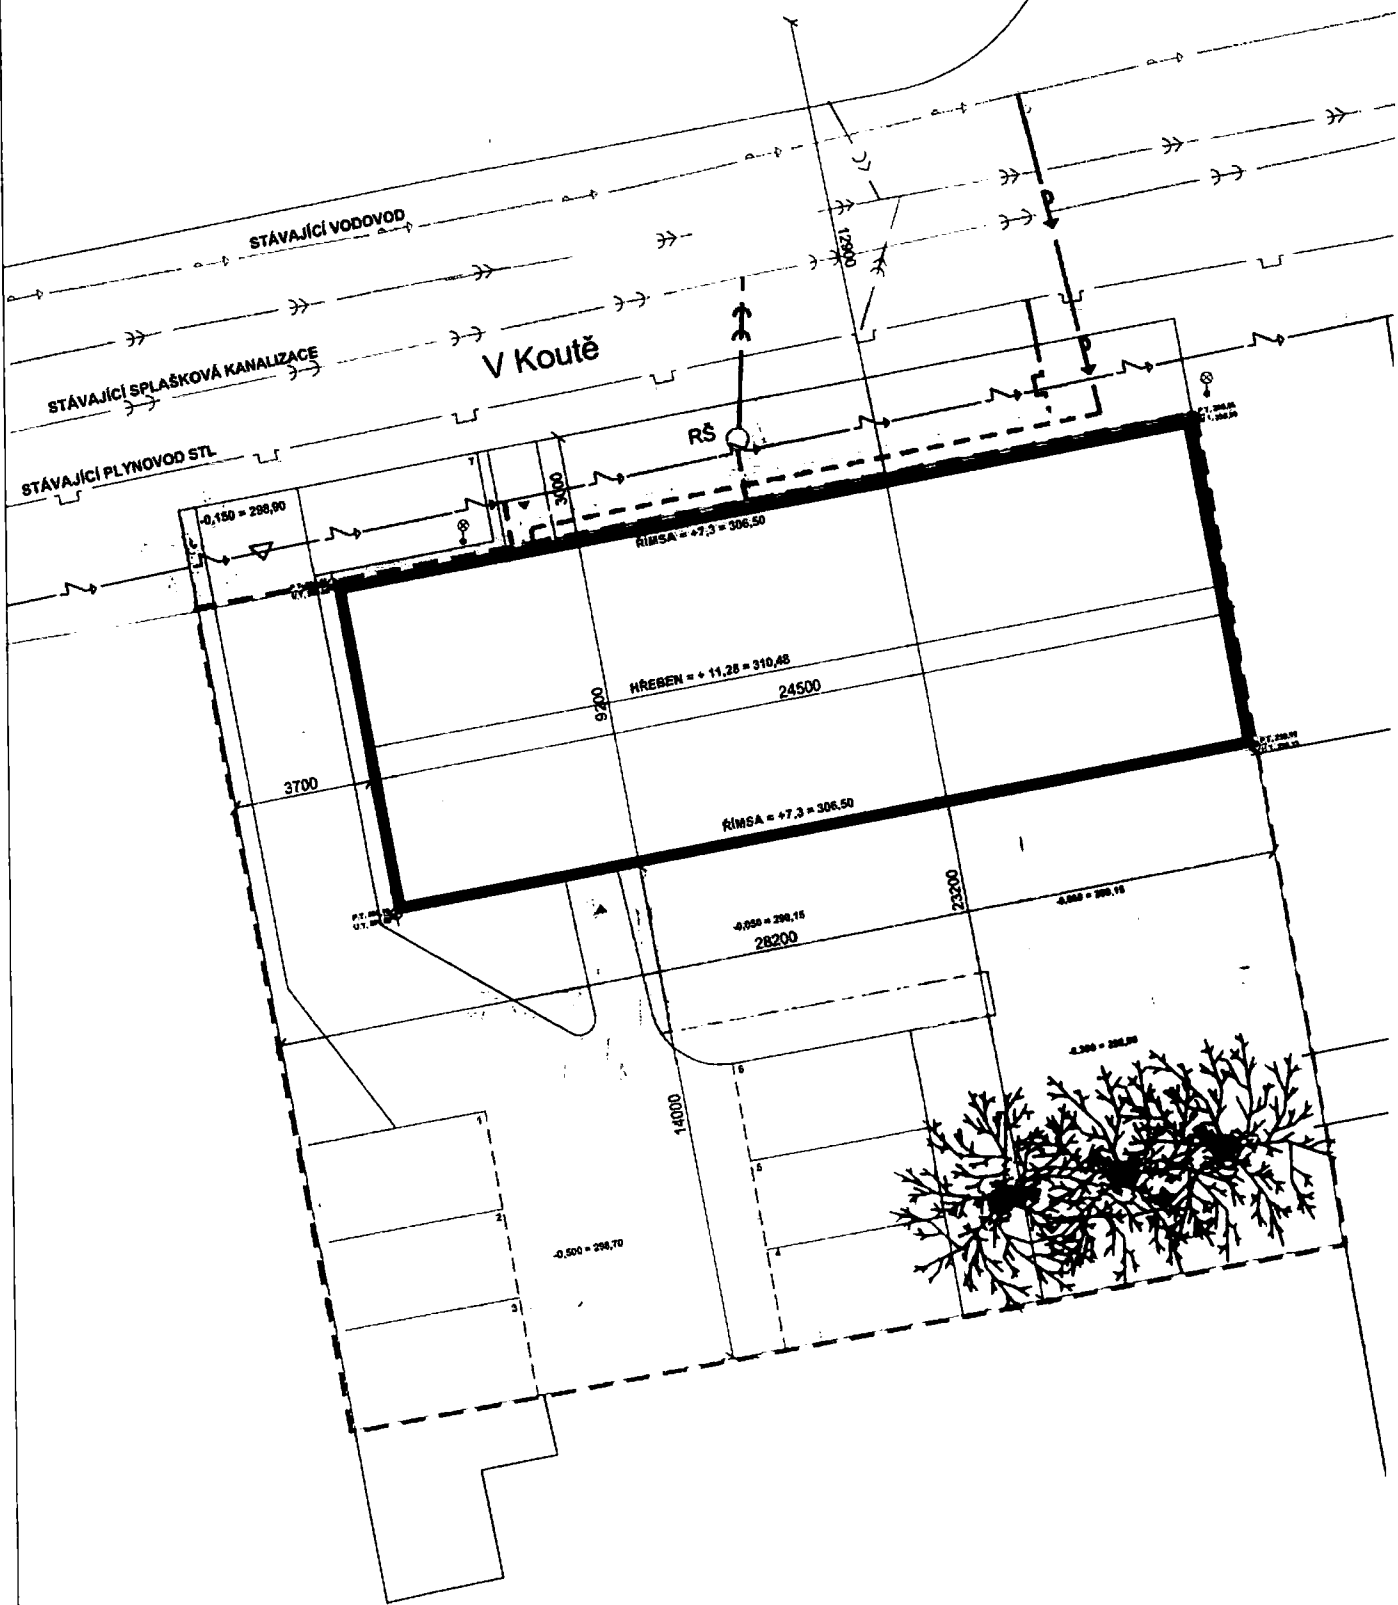 STÁVAJÍCÍ VODOVOD
12900
STÁVAJÍCÍ SPLAŠKOVÁ KANALIZACE
V Koutě
RŠ
STÁVAJÍCÍ PLYNOVOD STL
7
3000
-0,150 = 298,90
ŘÍMSA = +7,3 = 306,50
HŘEBEN = + 11,28 = 310,48
24500
9200
3700
ŘÍMSA = +7,3 = 306,50
23200
28200
14000
6
1
5
2
4
-0,500 = 298,70
3